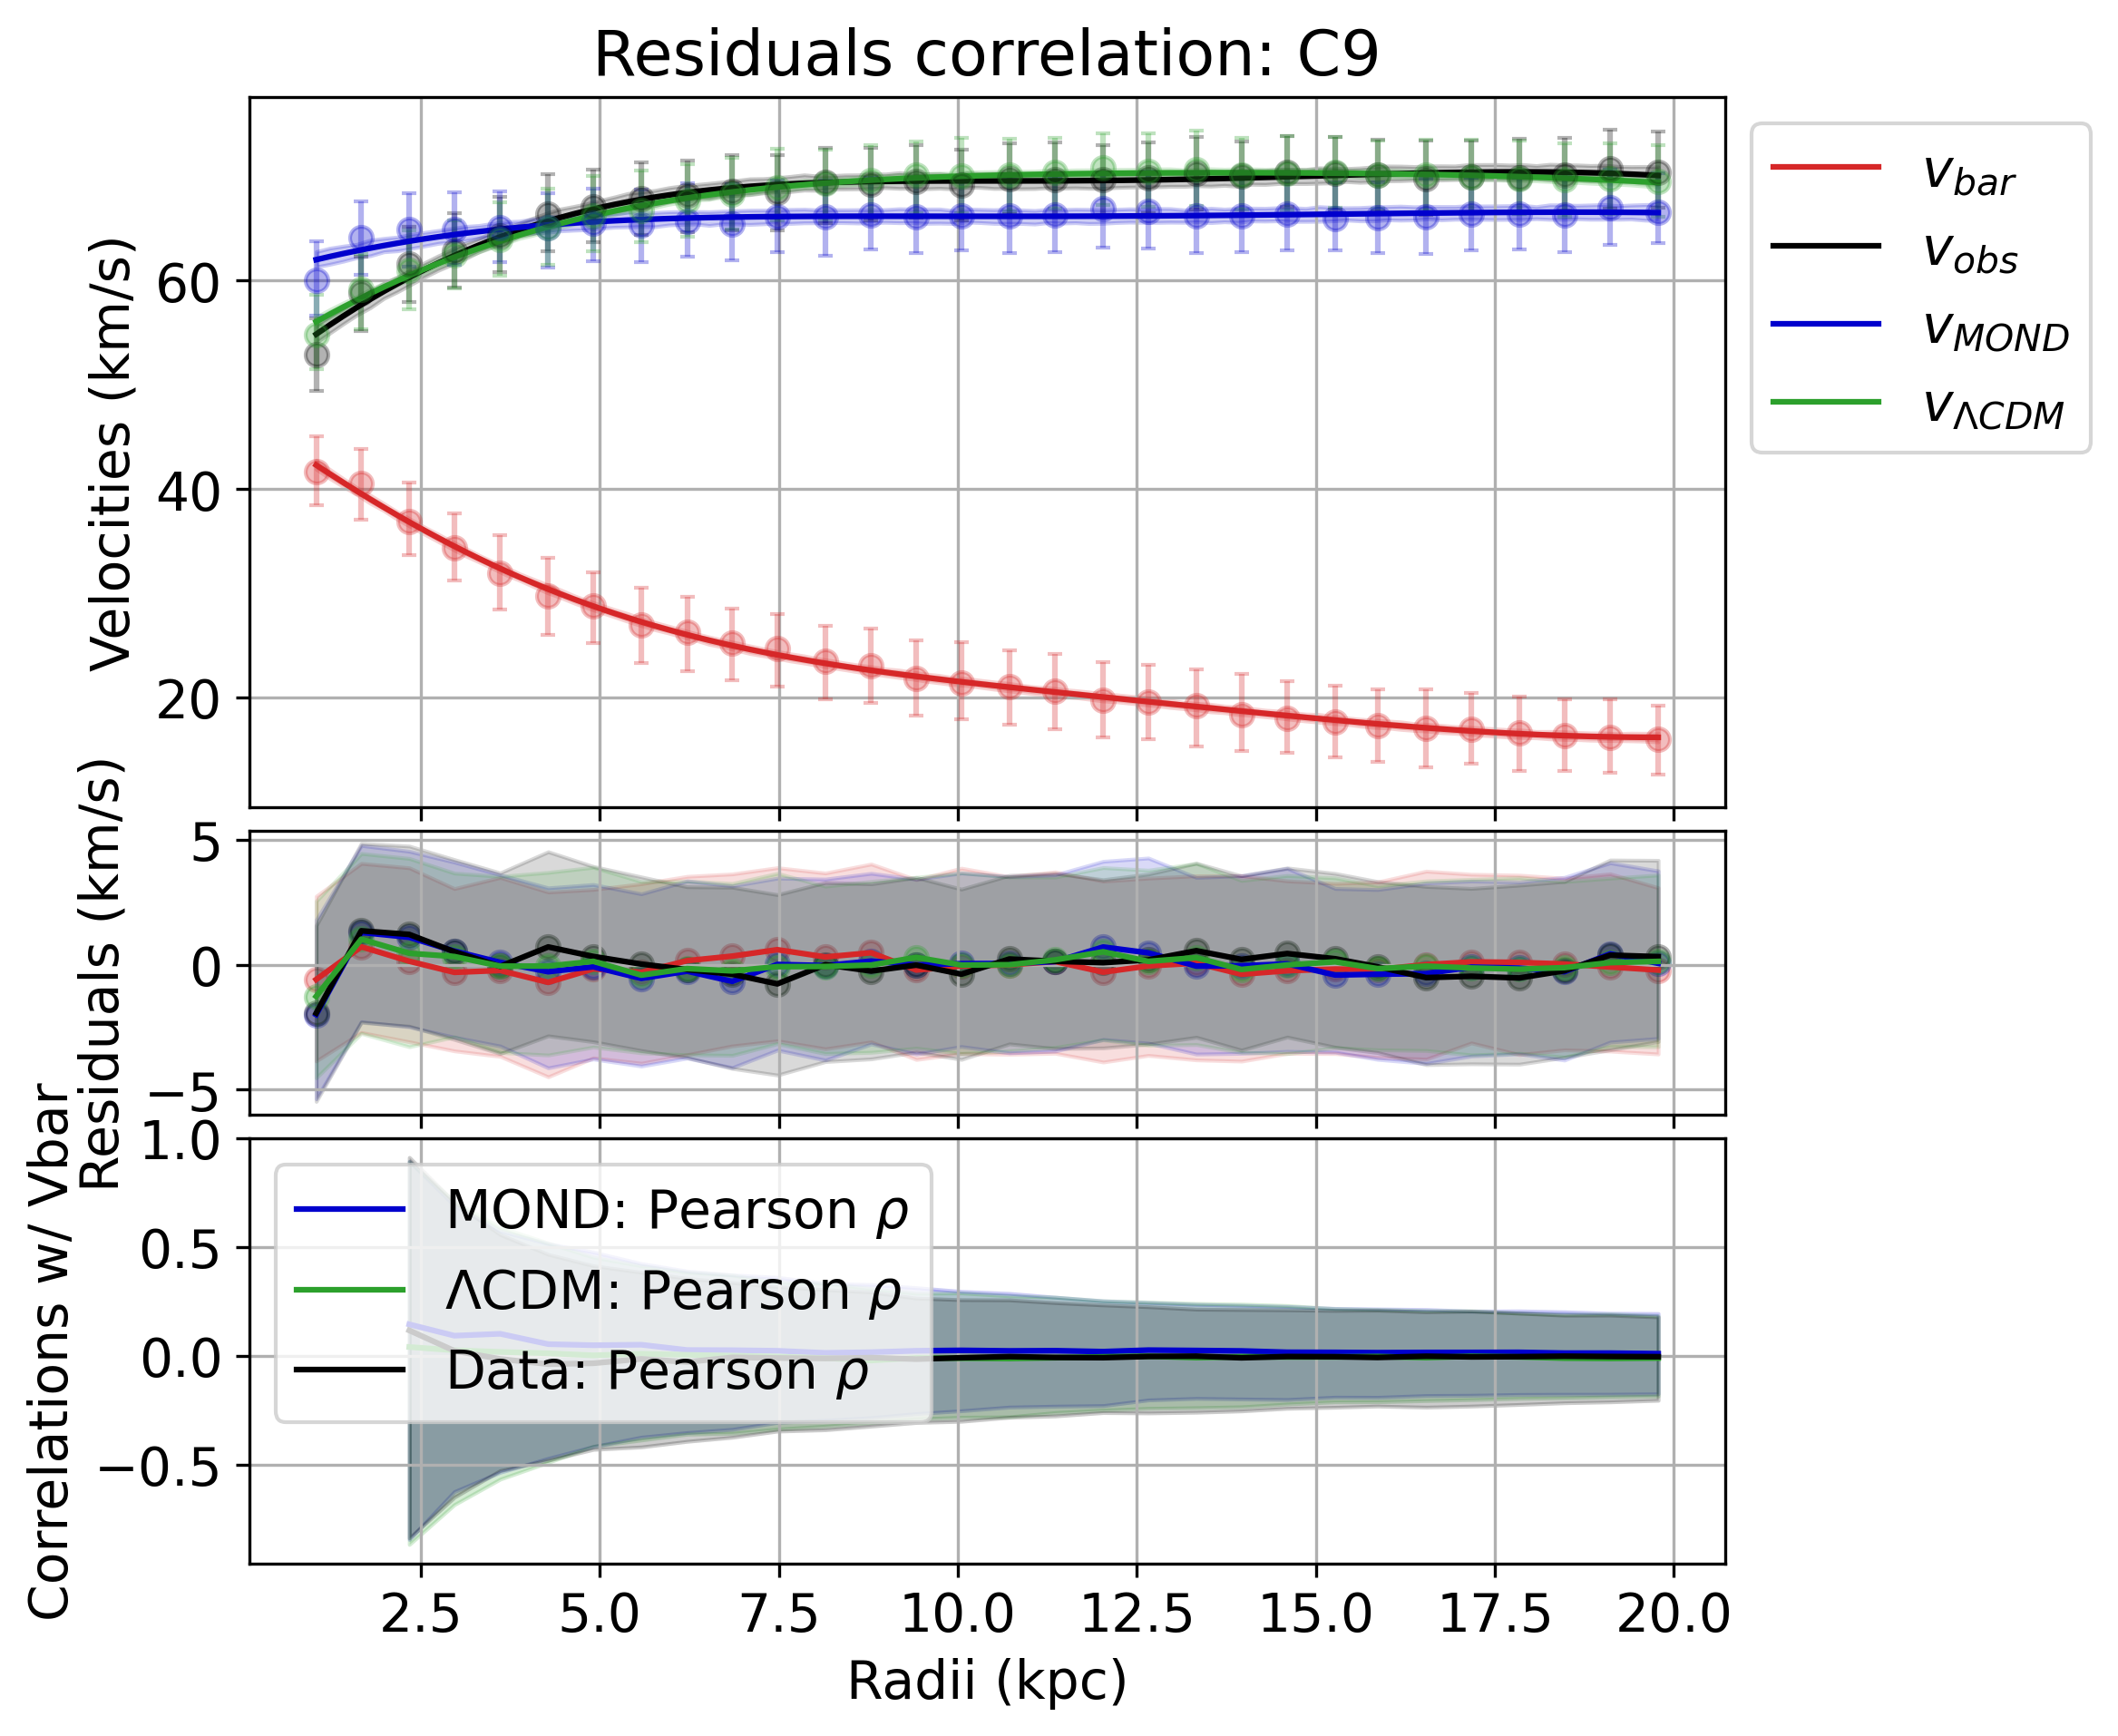 Residuals correlation: C9
Velocities (km/s)
60
40
20
v_bar
v_obs
v_MOND
v_ΛCDM
Residuals (km/s)
5
0
−5
Correlations w/ Vbar
1.0
0.5
0.0
−0.5
MOND: Pearson ρ
ΛCDM: Pearson ρ
Data: Pearson ρ
2.5 5.0 7.5 10.0 12.5 15.0 17.5 20.0
Radii (kpc)